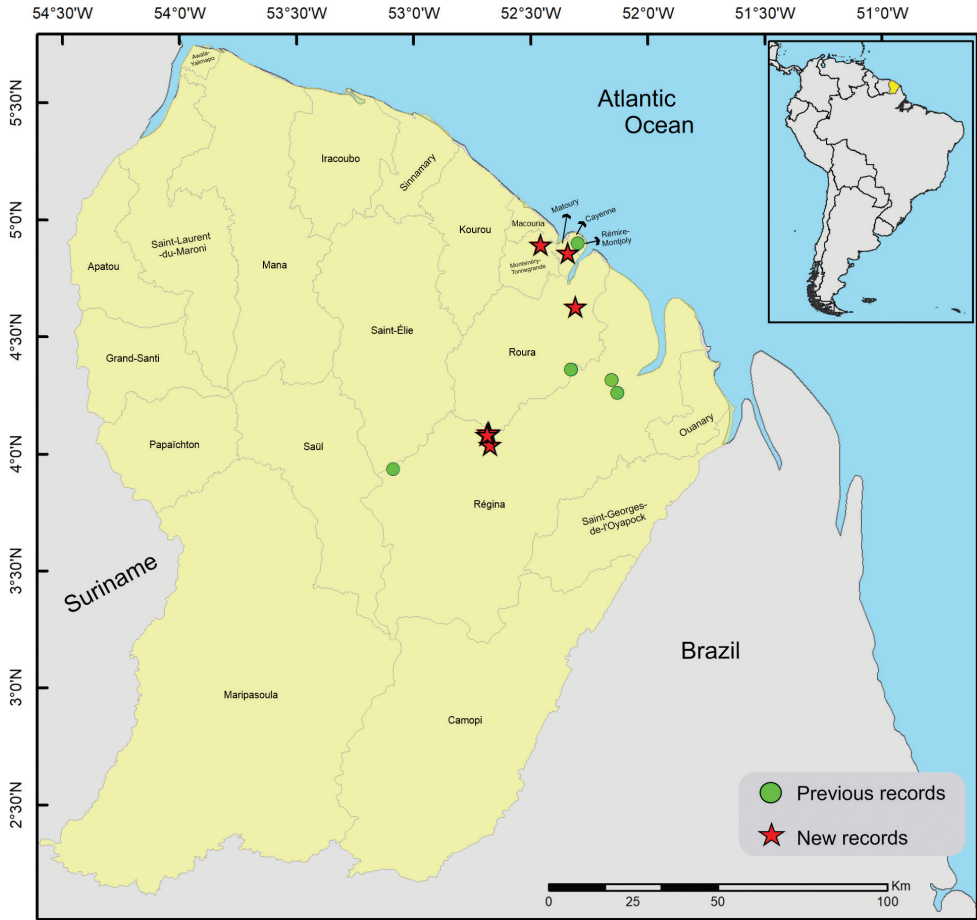 54°30'W 54°0'W 53°30'W 53°0'W 52°30'W 52°0'W 51°30'W 51°0'W
5°30'N
5°0'N
4°30'N
4°0'N
3°30'N
3°0'N
2°30'N
Atlantic
Ocean
Awala-
Yalimapo
Iracoubo
Sinnamary
Matoury
Cayenne
Macouria
Rémire-
Montjoly
Kourou
Saint-Laurent
-du-Maroni
Apatou
Mana
Montsinéry-
Tonnegrande
Saint-Élie
Roura
Grand-Santi
Ouanary
Papaïchton
Saül
Régina
Saint-Georges-
de-l'Oyapock
Suriname
Brazil
Maripasoula
Camopi
Previous records
New records
Km
0 25 50 100